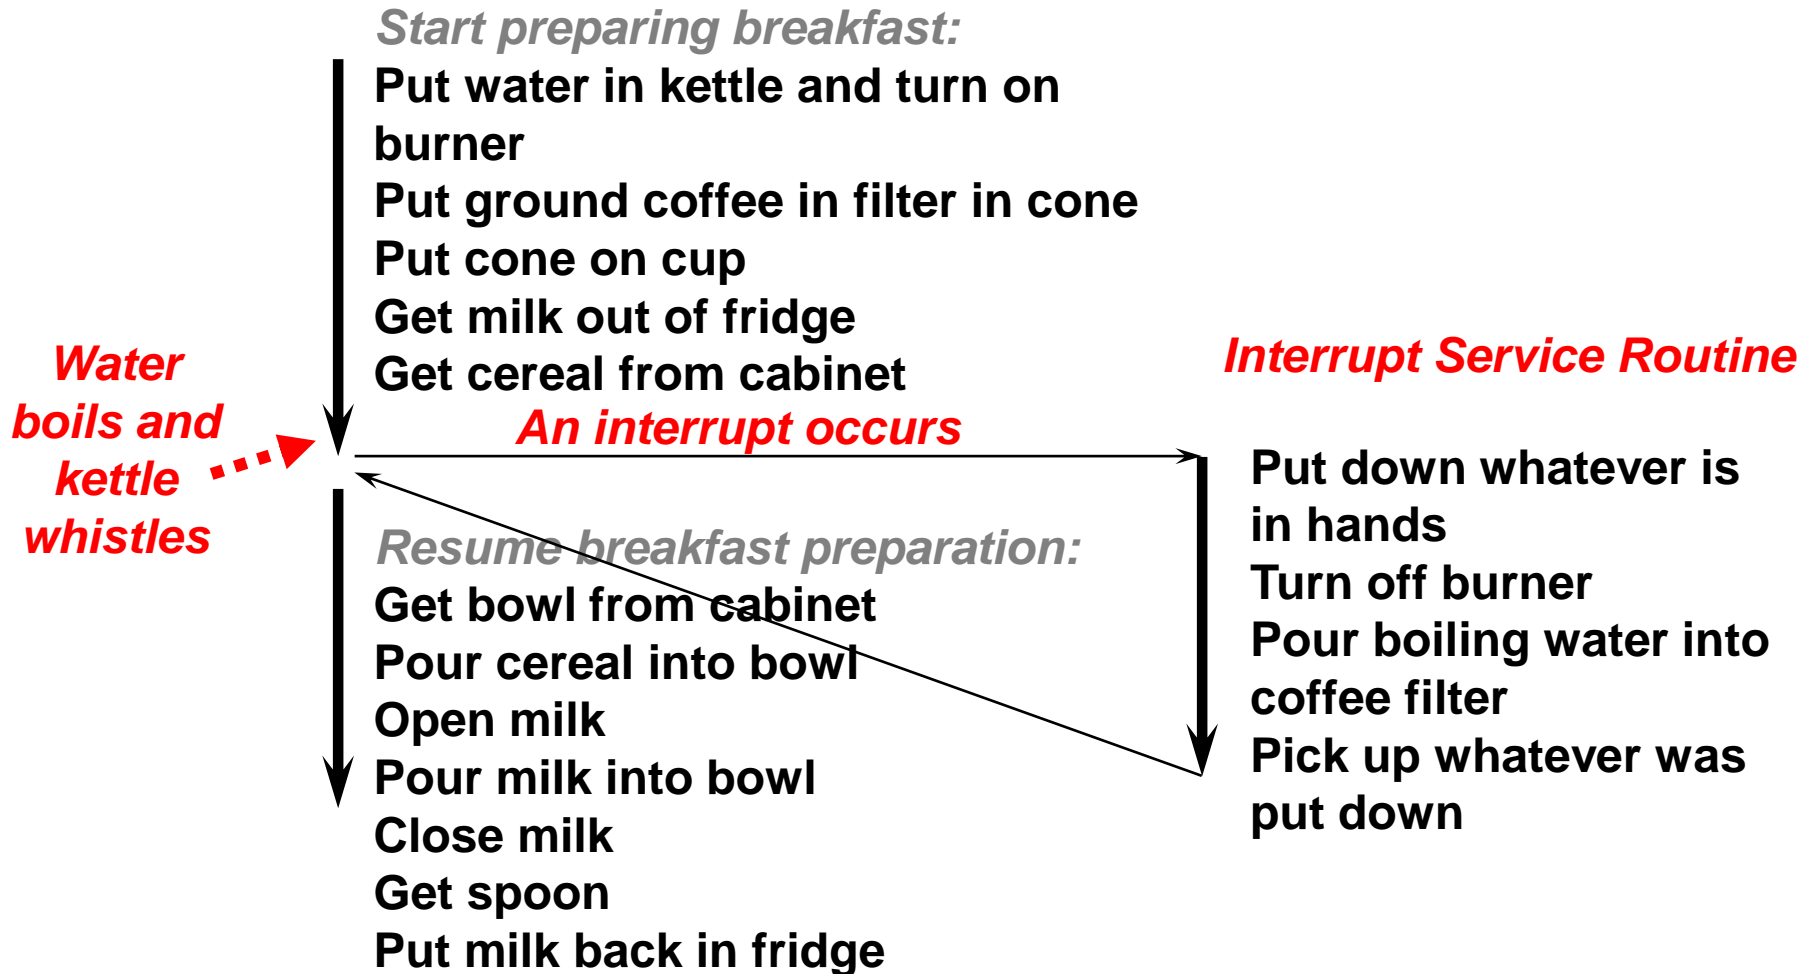 Start preparing breakfast:
Put water in kettle and turn on
burner
Put ground coffee in filter in cone
Put cone on cup
Get milk out of fridge
Get cereal from cabinet
Water
boils and
kettle
whistles
An interrupt occurs
Interrupt Service Routine
Put down whatever is
in hands
Turn off burner
Pour boiling water into
coffee filter
Pick up whatever was
put down
Resume breakfast preparation:
Get bowl from cabinet
Pour cereal into bowl
Open milk
Pour milk into bowl
Close milk
Get spoon
Put milk back in fridge